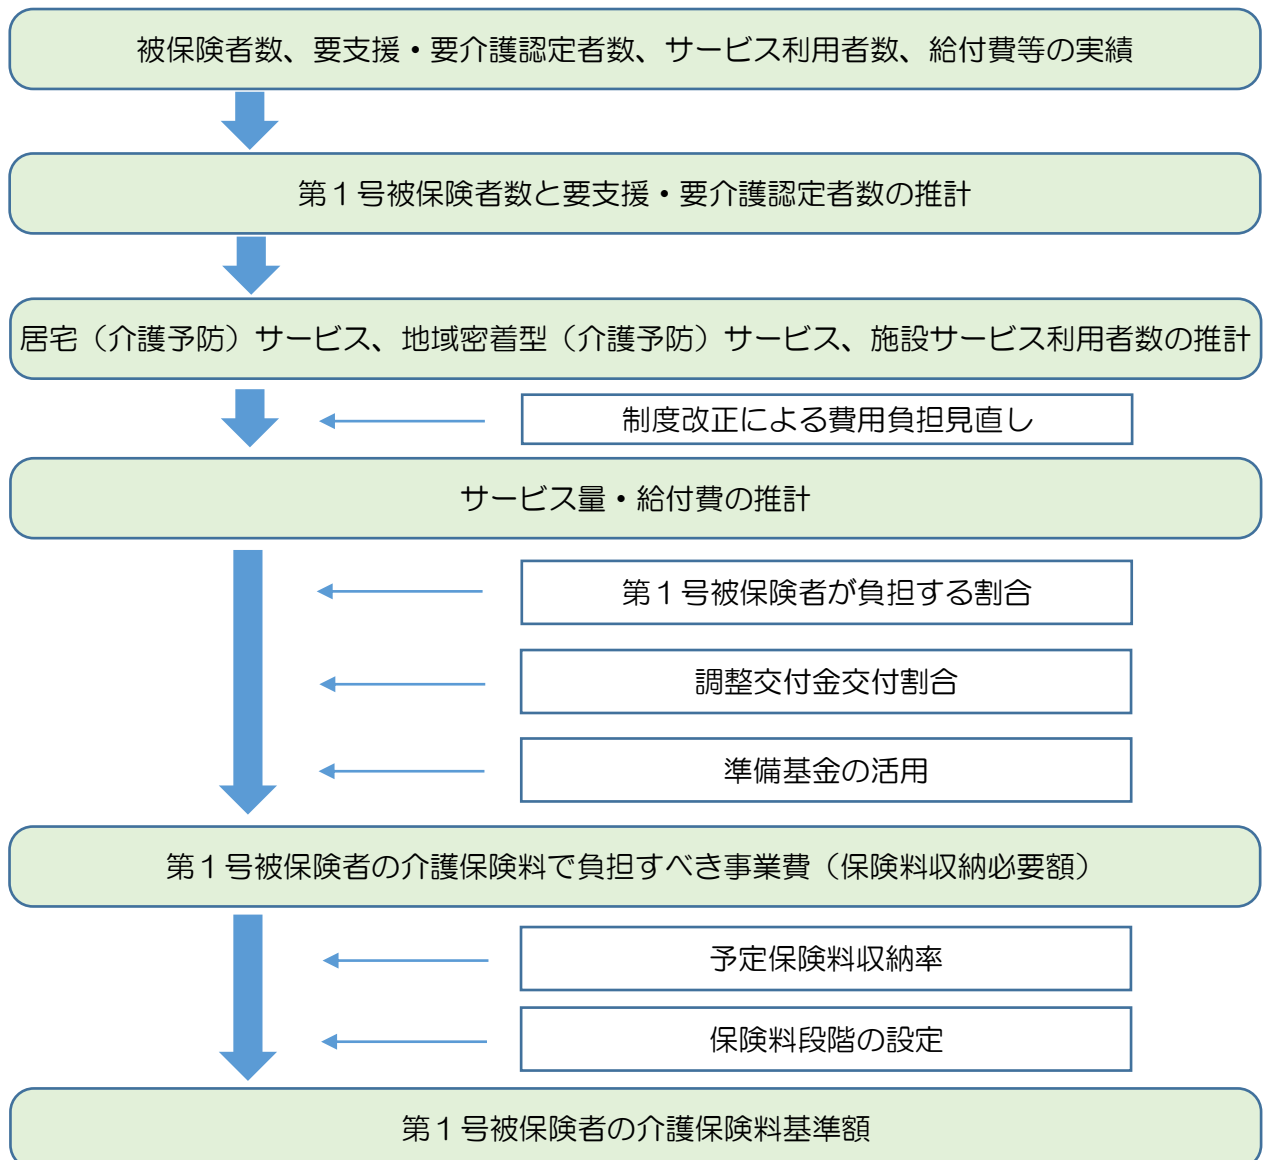 被保険者数、要支援・要介護認定者数、サービス利用者数、給付費等の実績
第1号被保険者数と要支援・要介護認定者数の推計
居宅（介護予防）サービス、地域密着型（介護予防）サービス、施設サービス利用者数の推計
制度改正による費用負担見直し
サービス量・給付費の推計
第1号被保険者が負担する割合
調整交付金交付割合
準備基金の活用
第1号被保険者の介護保険料で負担すべき事業費（保険料収納必要額）
予定保険料収納率
保険料段階の設定
第1号被保険者の介護保険料基準額